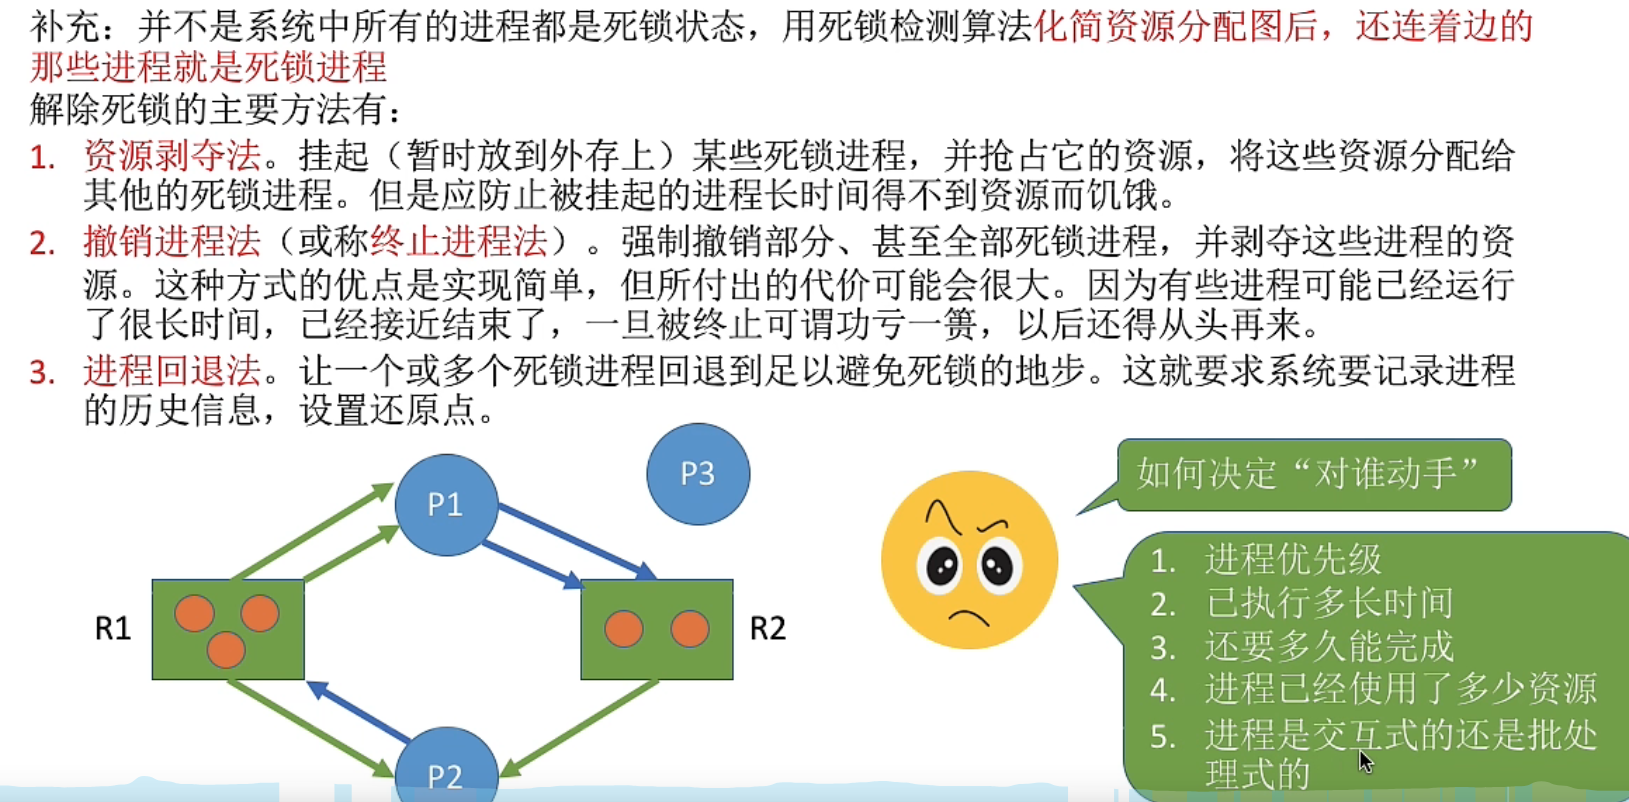 补充：并不是系统中所有的进程都是死锁状态，用死锁检测算法化简资源分配图后，还连着边的
那些进程就是死锁进程
解除死锁的主要方法有：
1. 资源剥夺法。挂起（暂时放到外存上）某些死锁进程，并抢占它的资源，将这些资源分配给
其他的死锁进程。但是应防止被挂起的进程长时间得不到资源而饥饿。
2. 撤销进程法（或称终止进程法）。强制撤销部分、甚至全部死锁进程，并剥夺这些进程的资
源。这种方式的优点是实现简单，但所付出的代价可能会很大。因为有些进程可能已经运行
了很长时间，已经接近结束了，一旦被终止可谓功亏一篑，以后还得从头再来。
3. 进程回退法。让一个或多个死锁进程回退到足以避免死锁的地步。这就要求系统要记录进程
的历史信息，设置还原点。
P1
P3
R1
R2
P2
如何决定“对谁动手”
1. 进程优先级
2. 已执行多长时间
3. 还要多久能完成
4. 进程已经使用了多少资源
5. 进程是交互式的还是批处
理式的